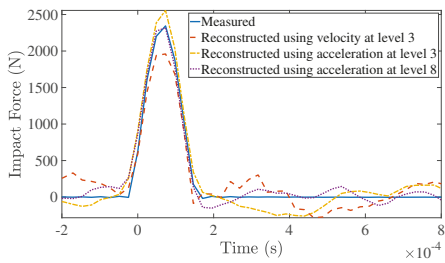 Impact Force (N)
2500
2000
1500
1000
500
0
Measured
Reconstructed using velocity at level 3
Reconstructed using acceleration at level 3
Reconstructed using acceleration at level 8
-2 0 2 4 6 8
Time (s)
×10⁻⁴